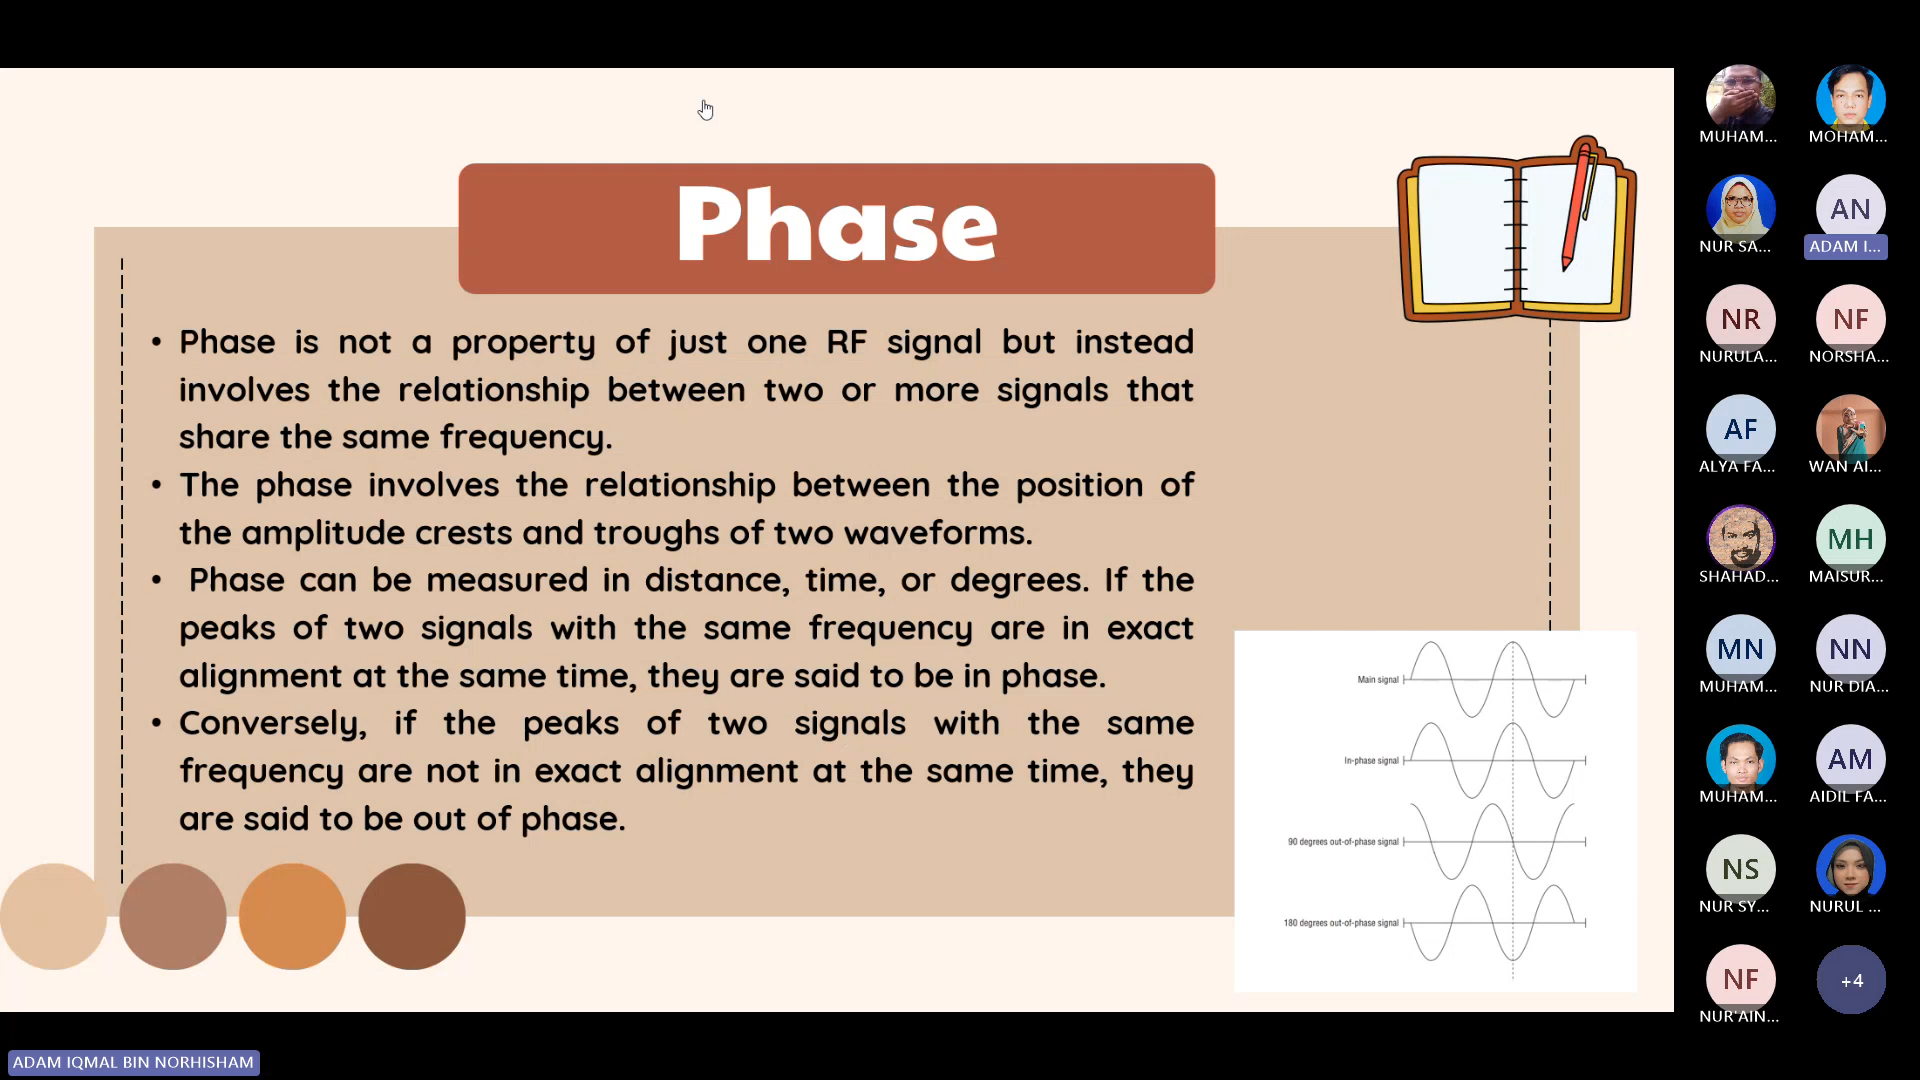 Phase
• Phase is not a property of just one RF signal but instead
involves the relationship between two or more signals that
share the same frequency.
• The phase involves the relationship between the position of
the amplitude crests and troughs of two waveforms.
• Phase can be measured in distance, time, or degrees. If the
peaks of two signals with the same frequency are in exact
alignment at the same time, they are said to be in phase.
• Conversely, if the peaks of two signals with the same
frequency are not in exact alignment at the same time, they
are said to be out of phase.
Main signal
In-phase signal
90 degrees out-of-phase signal
180 degrees out-of-phase signal
MUHAM...
MOHAM...
NUR SA...
AN
ADAM I...
NR
NURULA...
NF
NORSHA...
AF
ALYA FA...
WAN AI...
SHAHAD...
MH
MAISUR...
MN
MUHAM...
NN
NUR DIA...
MUHAM...
AM
AIDIL FA...
NS
NUR SY...
NURUL ...
NF
NUR'AIN...
+4
ADAM IQMAL BIN NORHISHAM